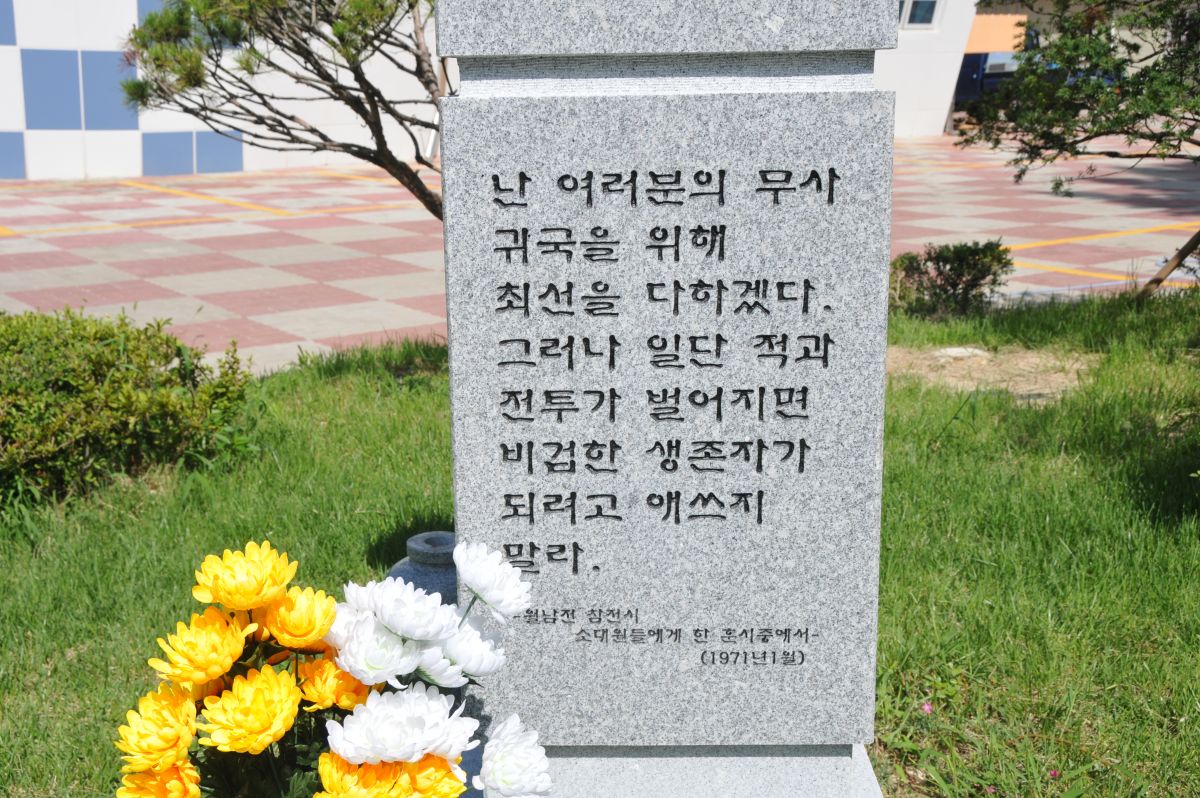 난 여러분의 무사
귀국을 위해
최선을 다하겠다.
그러나 일단 적과
전투가 벌어지면
비겁한 생존자가
되려고 애쓰지
말라.
-월남전 참전시
소대원들에게 한 훈시중에서-
(1971년1월)